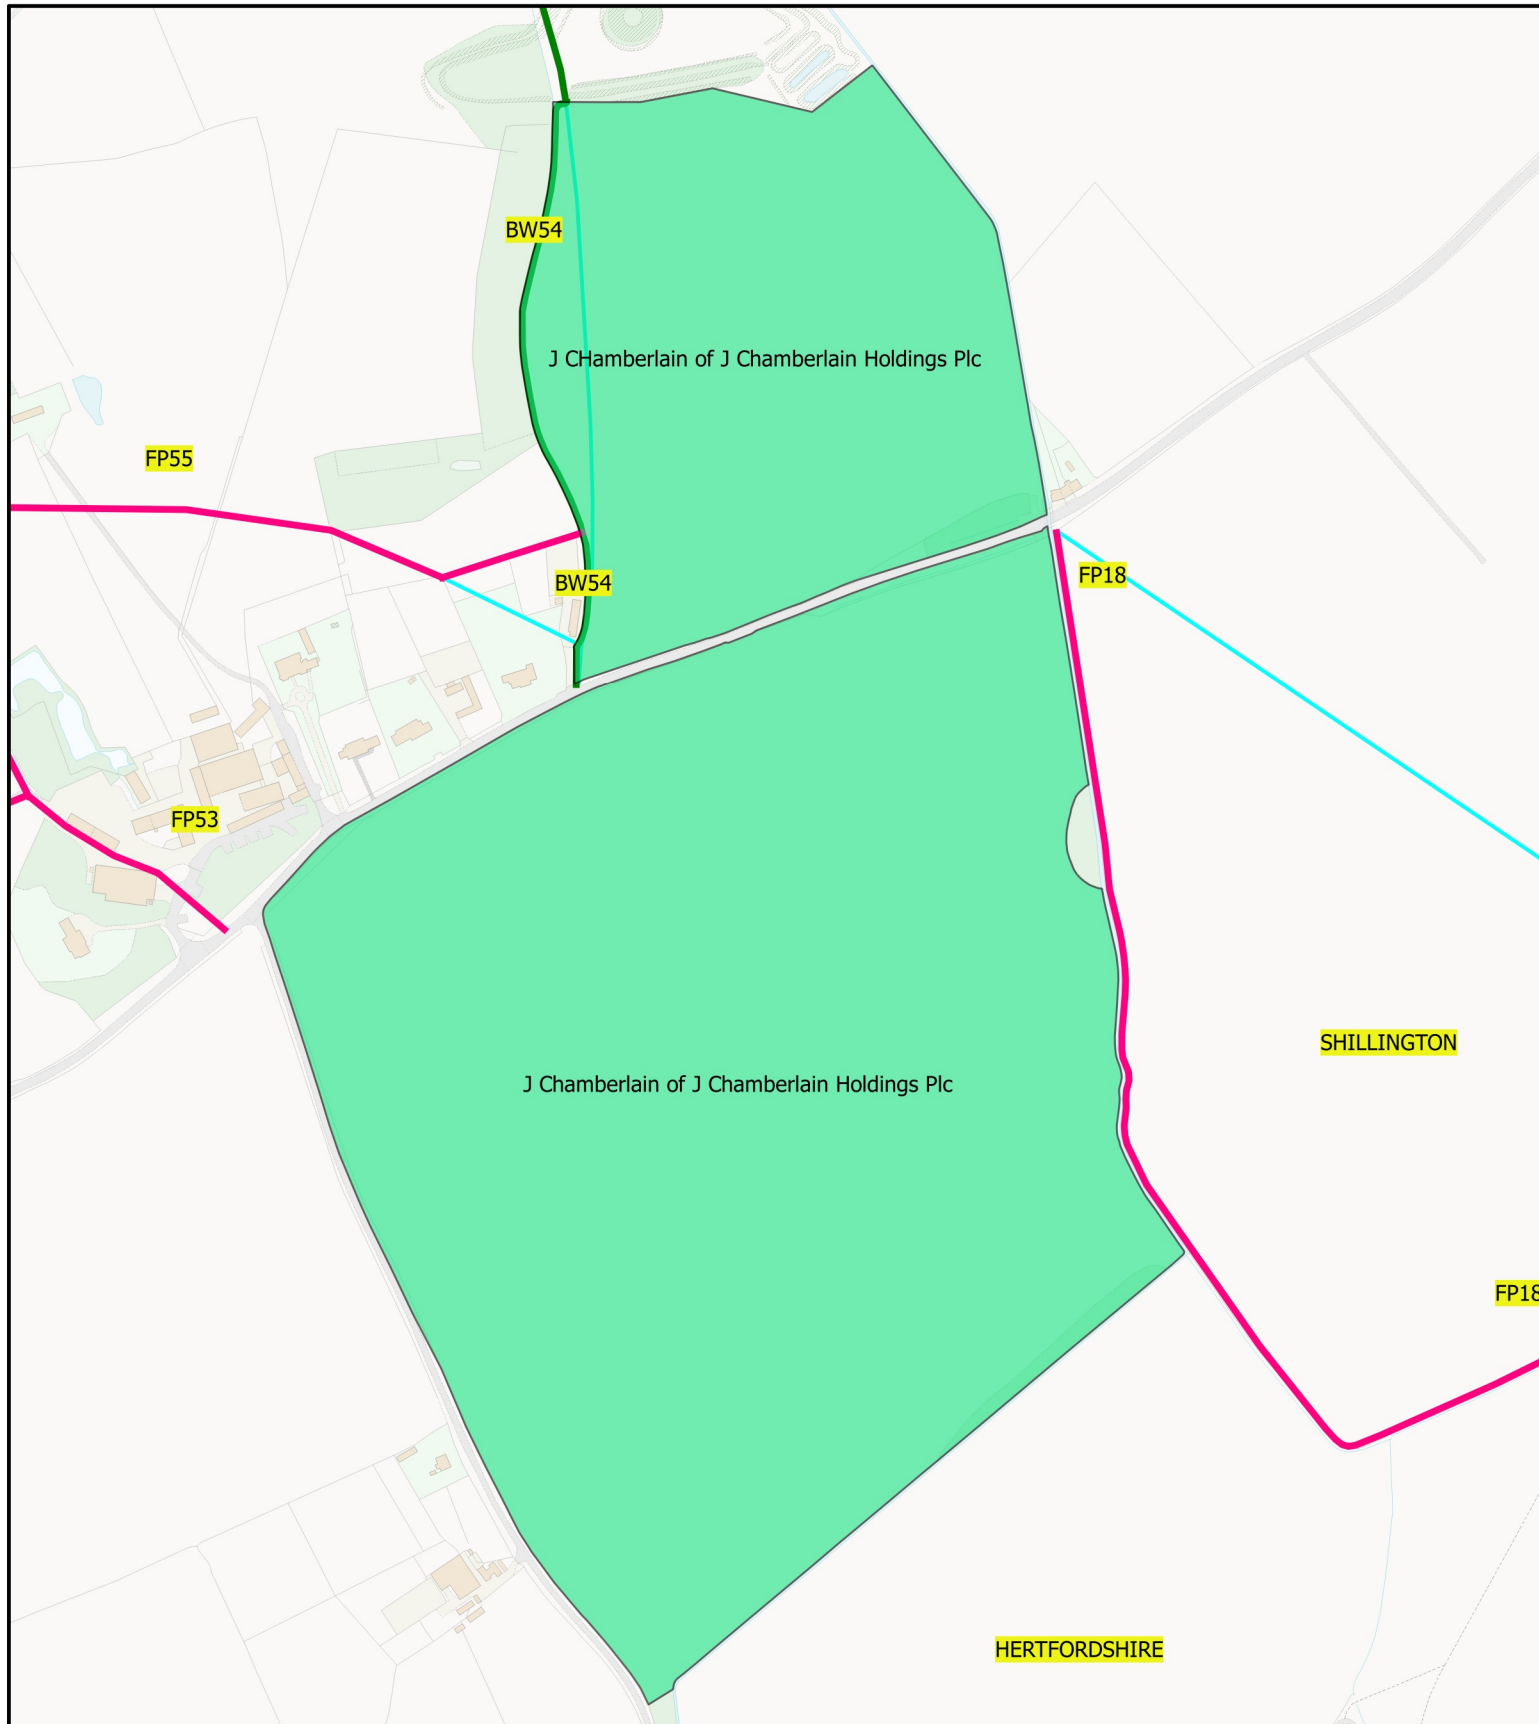 BW54
J CHamberlain of J Chamberlain Holdings Plc
FP55
FP18
BW54
FP53
SHILLINGTON
J Chamberlain of J Chamberlain Holdings Plc
FP18
HERTFORDSHIRE